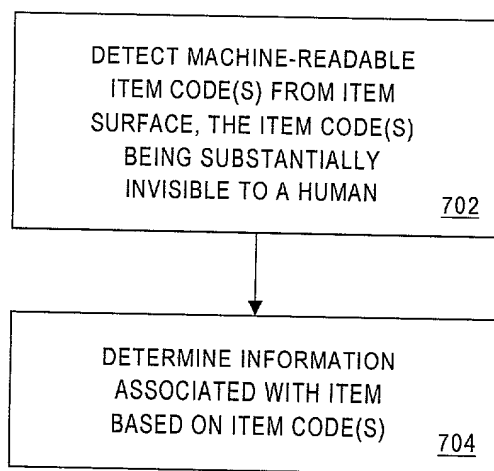 DETECT MACHINE-READABLE
ITEM CODE(S) FROM ITEM
SURFACE, THE ITEM CODE(S)
BEING SUBSTANTIALLY
INVISIBLE TO A HUMAN
702
DETERMINE INFORMATION
ASSOCIATED WITH ITEM
BASED ON ITEM CODE(S)
704